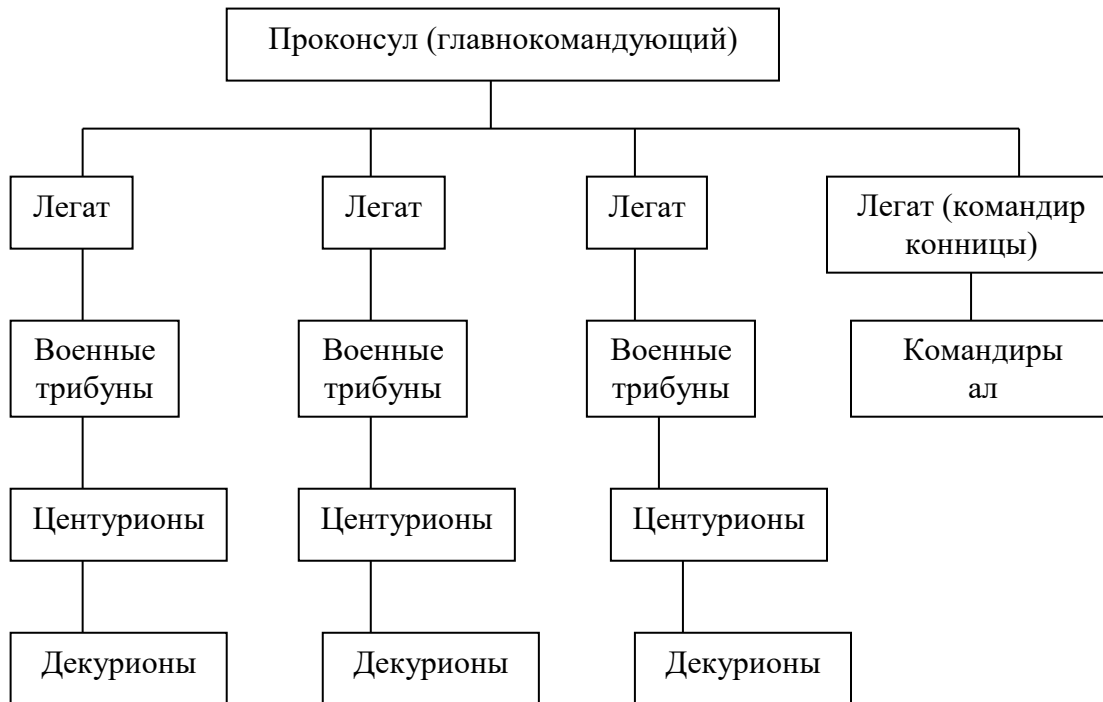 Проконсул (главнокомандующий)
Легат
Легат
Легат
Легат (командир
конницы)
Военные
трибуны
Военные
трибуны
Военные
трибуны
Командиры
ал
Центурионы
Центурионы
Центурионы
Декурионы
Декурионы
Декурионы